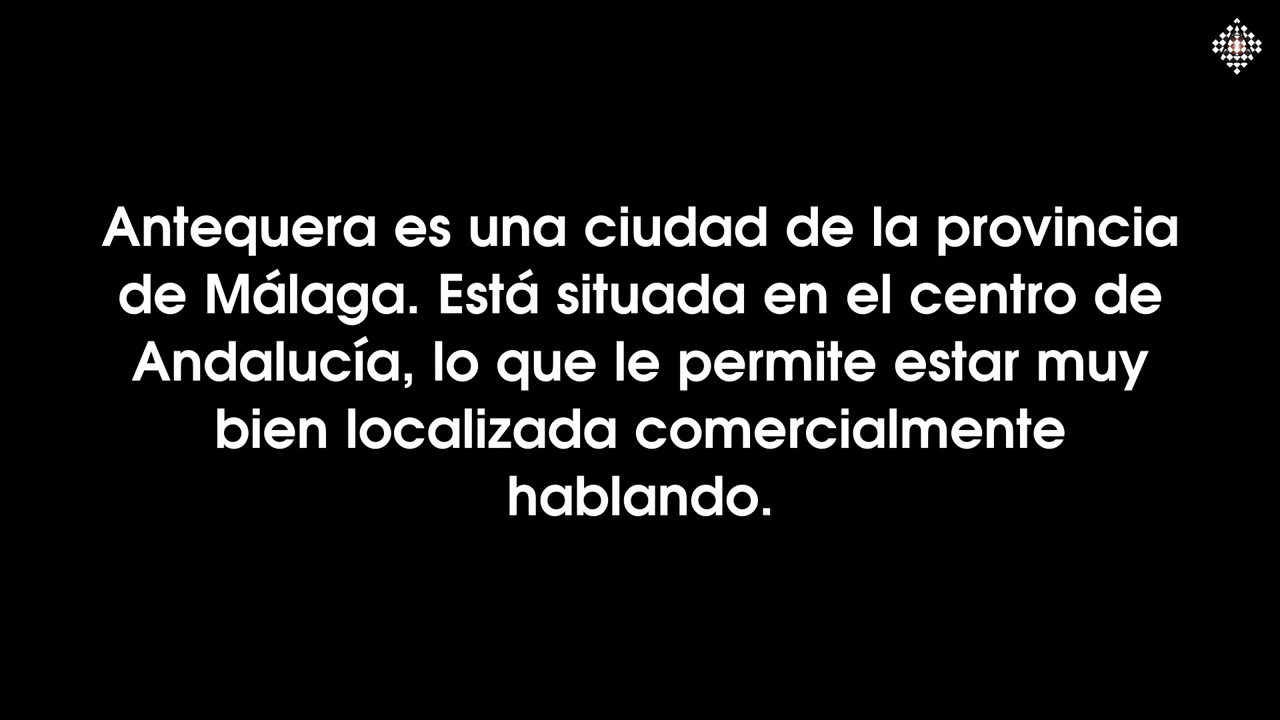 Antequera es una ciudad de la provincia
de Málaga. Está situada en el centro de
Andalucía, lo que le permite estar muy
bien localizada comercialmente
hablando.